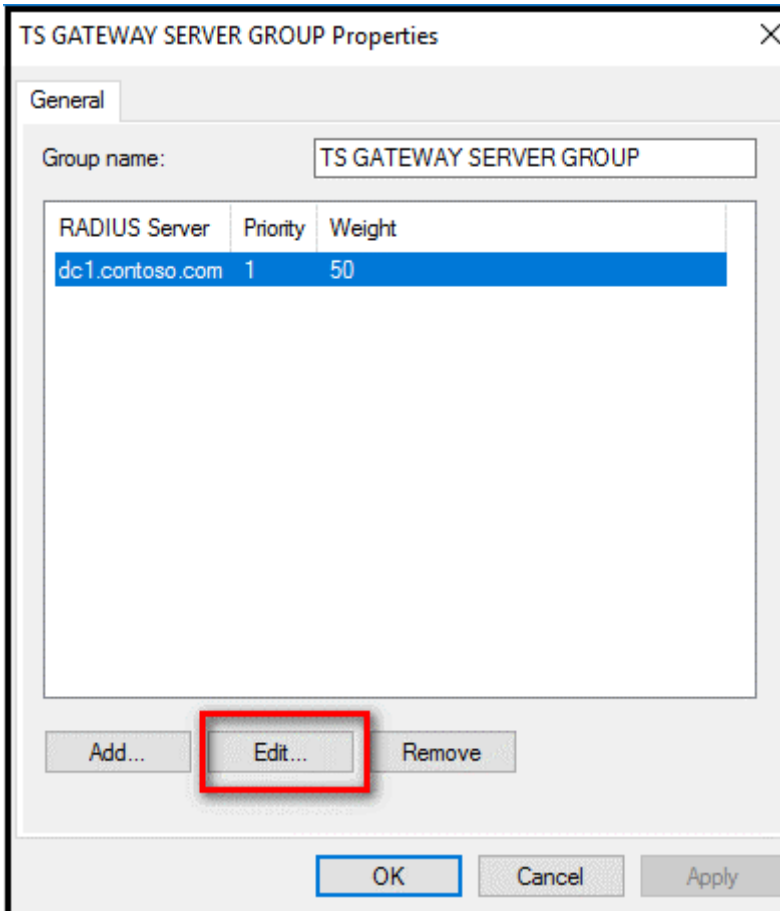 TS GATEWAY SERVER GROUP Properties
General
Group name: TS GATEWAY SERVER GROUP
RADIUS Server Priority Weight
dc1.contoso.com 1 50
Add... Edit... Remove
OK Cancel Apply